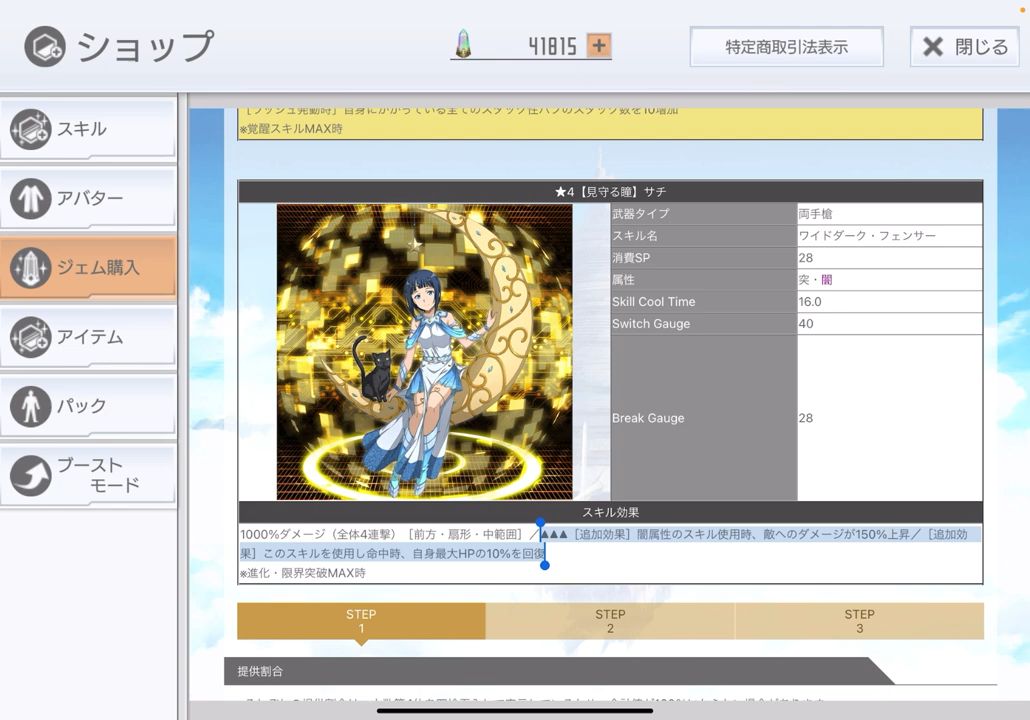 ショップ
41815
特定商取引法表示
閉じる
スキル
アバター
ジェム購入
アイテム
パック
ブースト
モード
※覚醒スキルMAX時
★4【見守る瞳】サチ
武器タイプ 両手槍
スキル名 ワイドダーク・フェンサー
消費SP 28
属性 突・闇
Skill Cool Time 16.0
Switch Gauge 40
Break Gauge 28
スキル効果
1000%ダメージ（全体4連撃）［前方・扇形・中範囲］／▲▲▲［追加効果］闇属性のスキル使用時、敵へのダメージが150%上昇／［追加効
果］このスキルを使用し命中時、自身最大HPの10%を回復
※進化・限界突破MAX時
STEP
1
STEP
2
STEP
3
提供割合